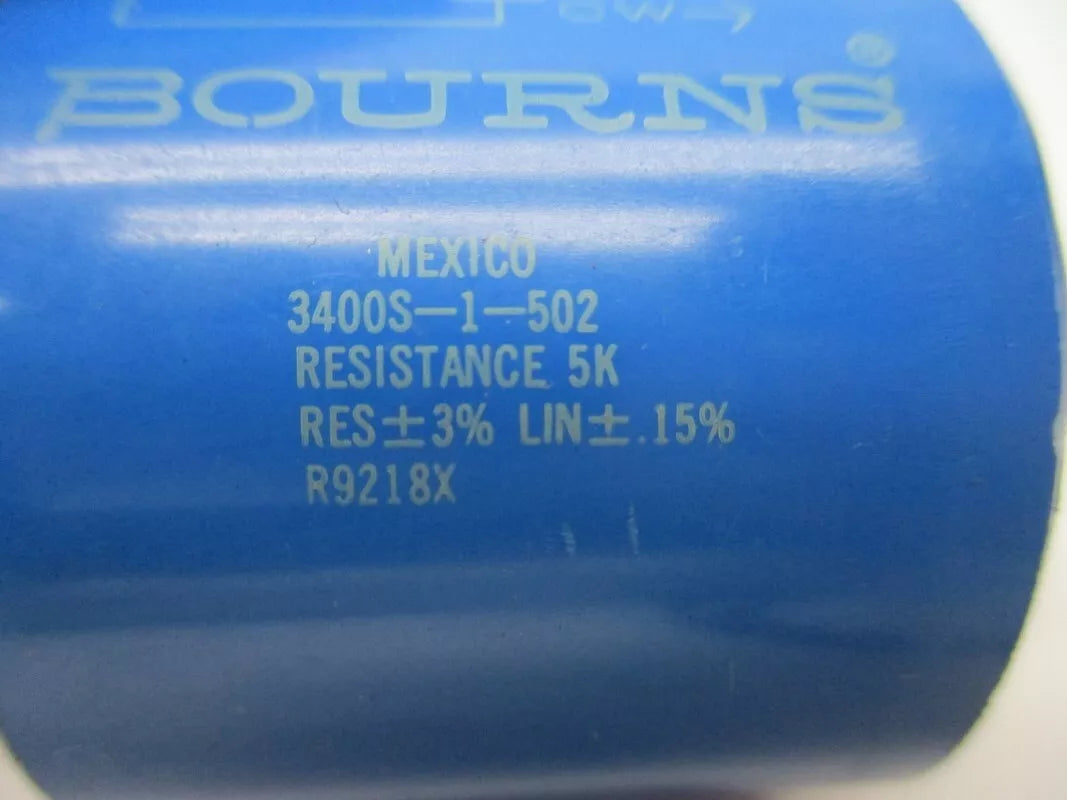 BOURNS®
MEXICO
3400S-1-502
RESISTANCE 5K
RES±3% LIN±.15%
R9218X